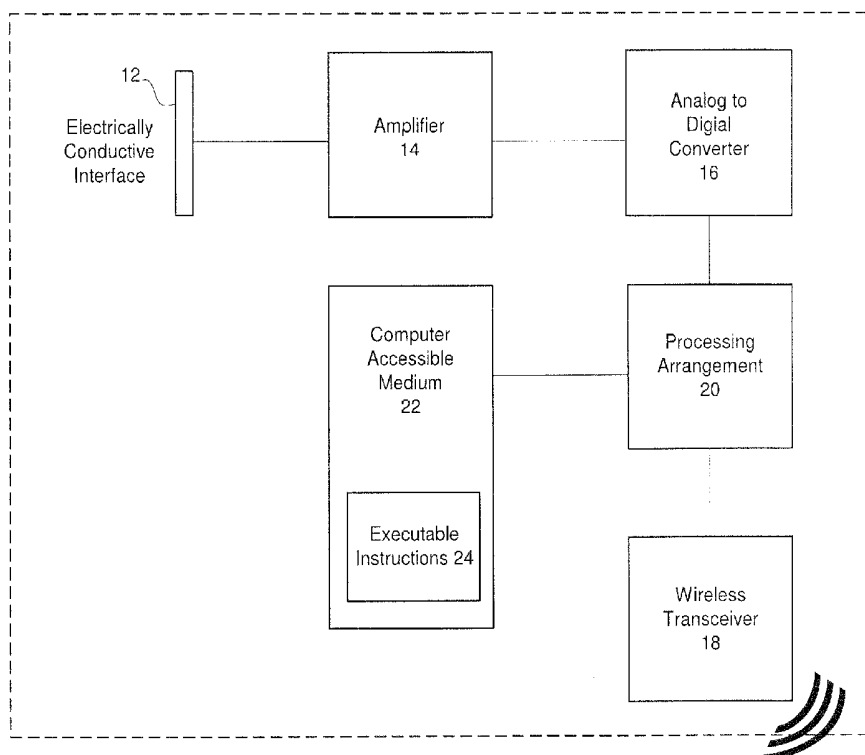 12
Electrically
Conductive
Interface
Amplifier
14
Analog to
Digial
Converter
16
Computer
Accessible
Medium
22
Processing
Arrangement
20
Executable
Instructions 24
Wireless
Transceiver
18